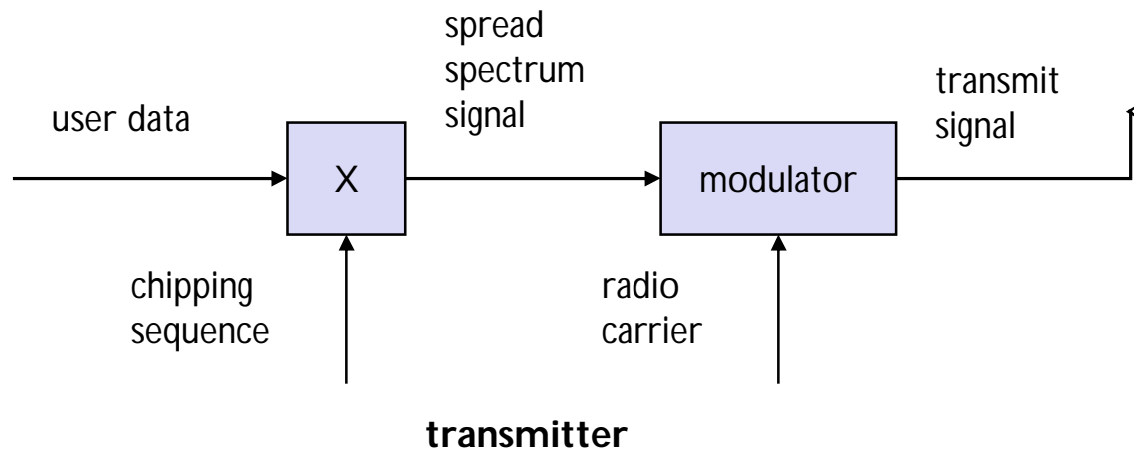 spread
spectrum
signal
transmit
signal
user data
X
modulator
chipping
sequence
radio
carrier
transmitter